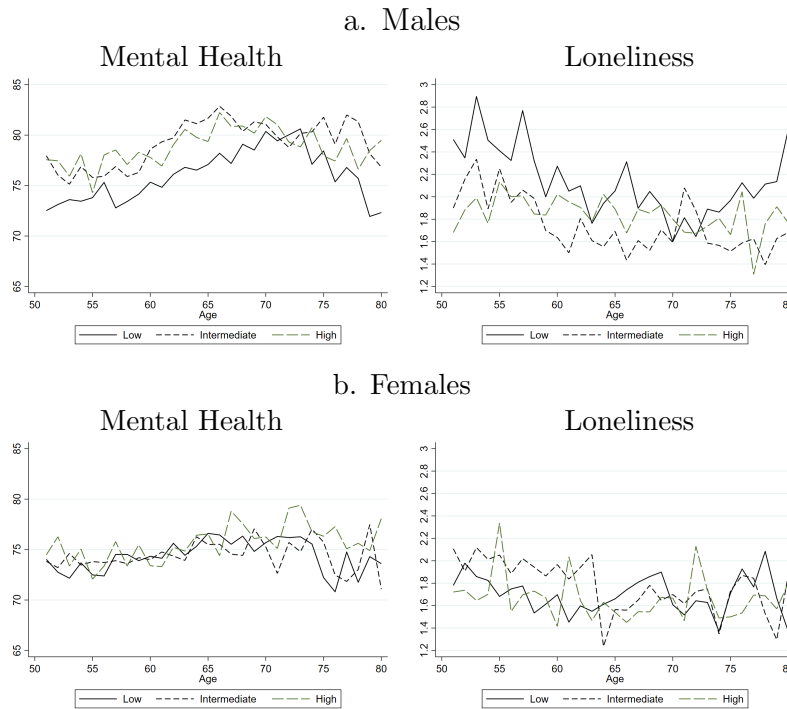 a. Males
Mental Health
Loneliness
85
80
75
70
65
50 55 60 65 70 75 80
Age
Low Intermediate High
3
2.8
2.6
2.4
2.2
2
1.8
1.6
1.4
1.2
50 55 60 65 70 75 80
Age
Low Intermediate High
b. Females
Mental Health
Loneliness
85
80
75
70
65
50 55 60 65 70 75 80
Age
Low Intermediate High
3
2.8
2.6
2.4
2.2
2
1.8
1.6
1.4
1.2
50 55 60 65 70 75 80
Age
Low Intermediate High